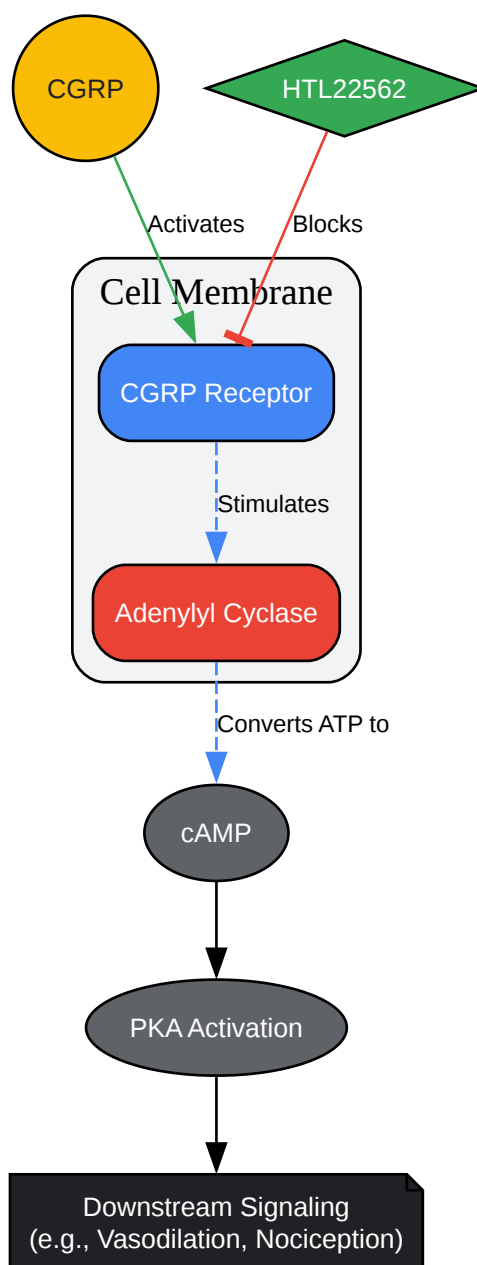 CGRP
HTL22562
Activates
Blocks
Cell Membrane
CGRP Receptor
Stimulates
Adenylyl Cyclase
Converts ATP to
cAMP
PKA Activation
Downstream Signaling
(e.g., Vasodilation, Nociception)